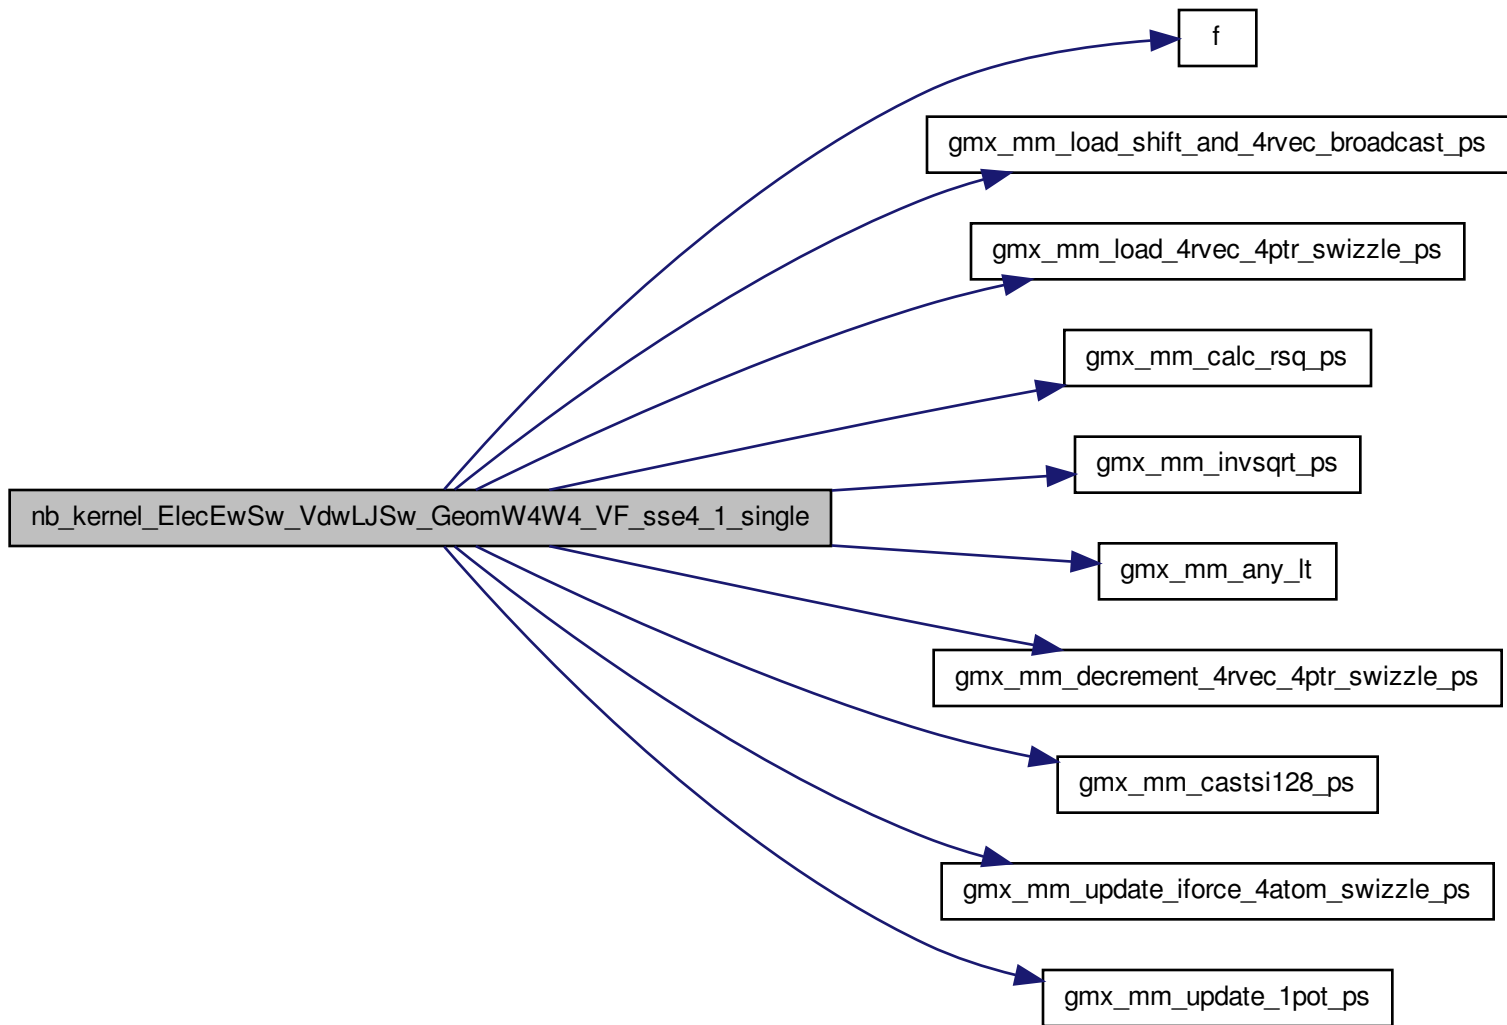 f
gmx_mm_load_shift_and_4rvec_broadcast_ps
gmx_mm_load_4rvec_4ptr_swizzle_ps
gmx_mm_calc_rsq_ps
gmx_mm_invsqrt_ps
nb_kernel_ElecEwSw_VdwLJSw_GeomW4W4_VF_sse4_1_single
gmx_mm_any_lt
gmx_mm_decrement_4rvec_4ptr_swizzle_ps
gmx_mm_castsi128_ps
gmx_mm_update_iforce_4atom_swizzle_ps
gmx_mm_update_1pot_ps